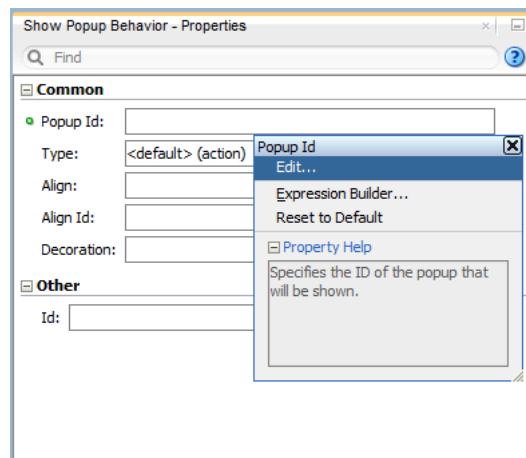 Show Popup Behavior - Properties
Find
Common
Popup Id:
Type: <default> (action)
Align:
Align Id:
Decoration:
Other
Id:
Popup Id
Edit...
Expression Builder...
Reset to Default
Property Help
Specifies the ID of the popup that
will be shown.